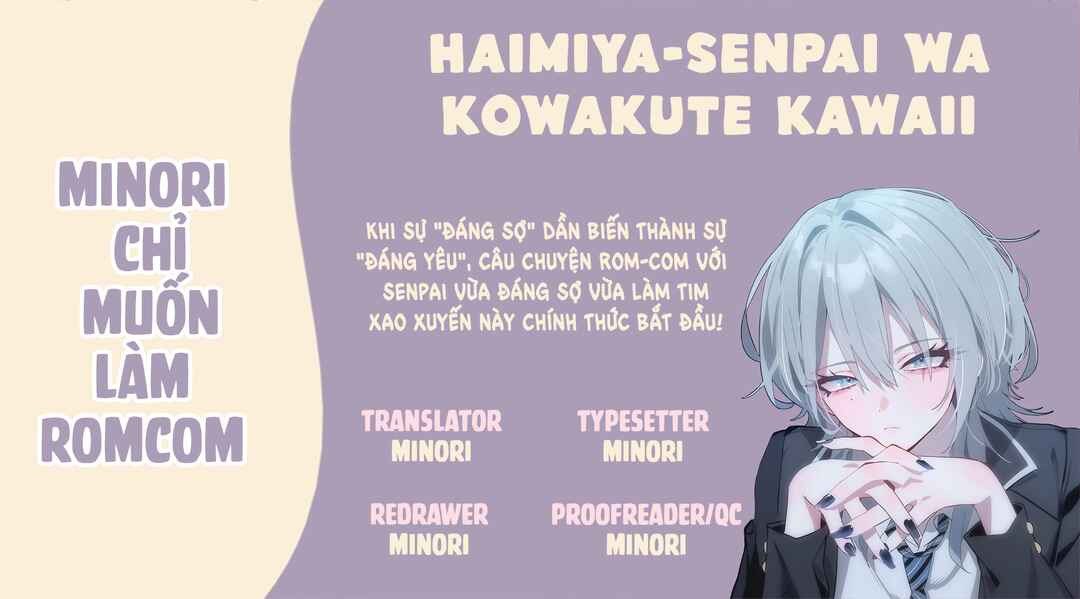 HAIMIYA-SENPAI WA
KOWAKUTE KAWAII
MINORI
CHỈ
MUỐN
LÀM
ROMCOM
KHI SỰ "ĐÁNG SỢ" DẦN BIẾN THÀNH SỰ
"ĐÁNG YÊU", CÂU CHUYỆN ROM-COM VỚI
SENPAI VỪA ĐÁNG SỢ VỪA LÀM TIM
XAO XUYẾN NÀY CHÍNH THỨC BẮT ĐẦU!
TRANSLATOR
MINORI
TYPESETTER
MINORI
REDRAWER
MINORI
PROOFREADER/QC
MINORI